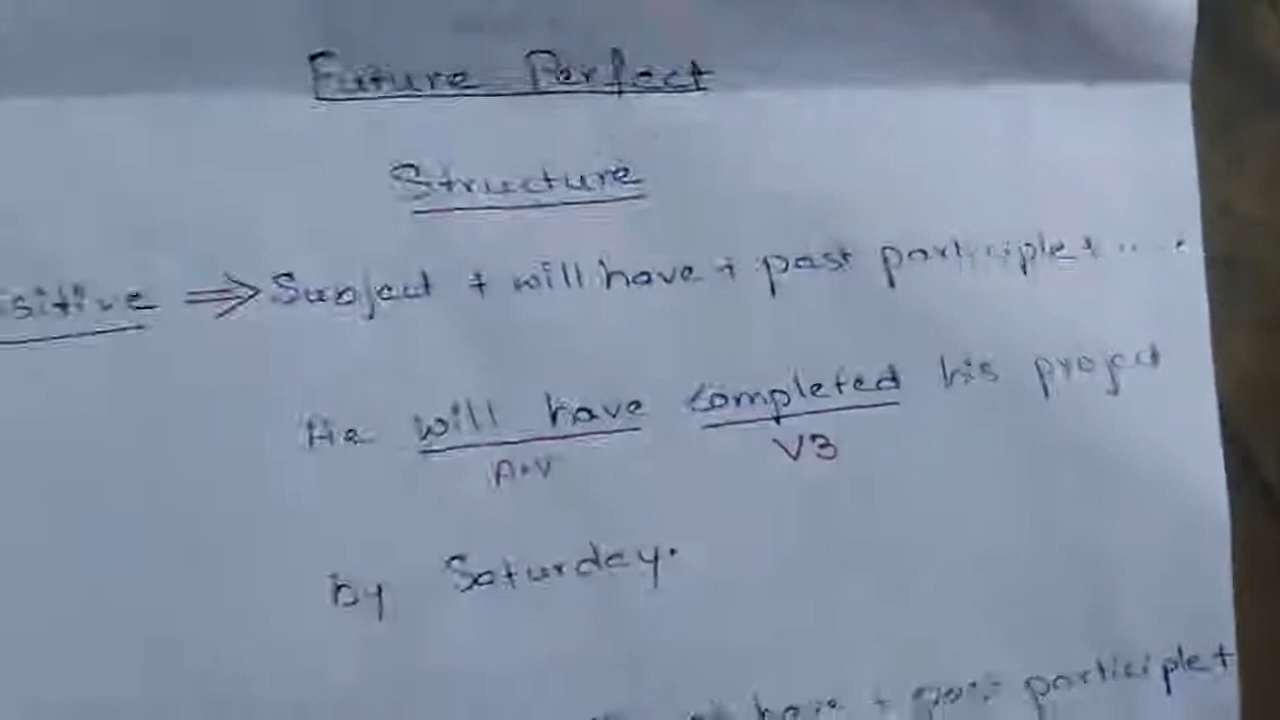 Future Perfect
Structure
sitive ⇒ Subject + will have + past participle + .....
He will have completed his project
A.V V3
by Saturday.
have + past participle +